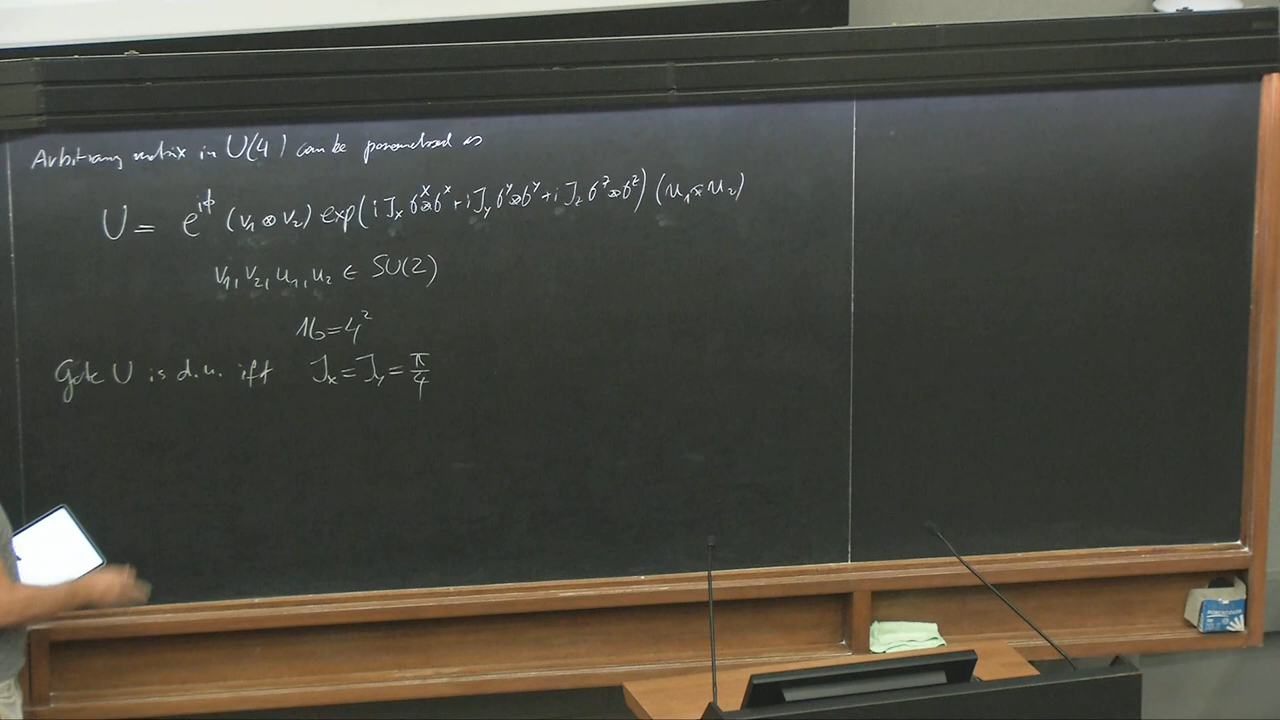 Arbitrary matrix in U(4) can be parametrised as
U = e^{iϕ} (v₁ ⊗ v₂) exp(i J_x σ^x⊗σ^x + i J_y σ^y⊗σ^y + i J_z σ^z⊗σ^z) (u₁⊗u₂)
v₁, v₂, u₁, u₂ ∈ SU(2)
16 = 4²
Gate U is d.u. iff J_x = J_y = π/4